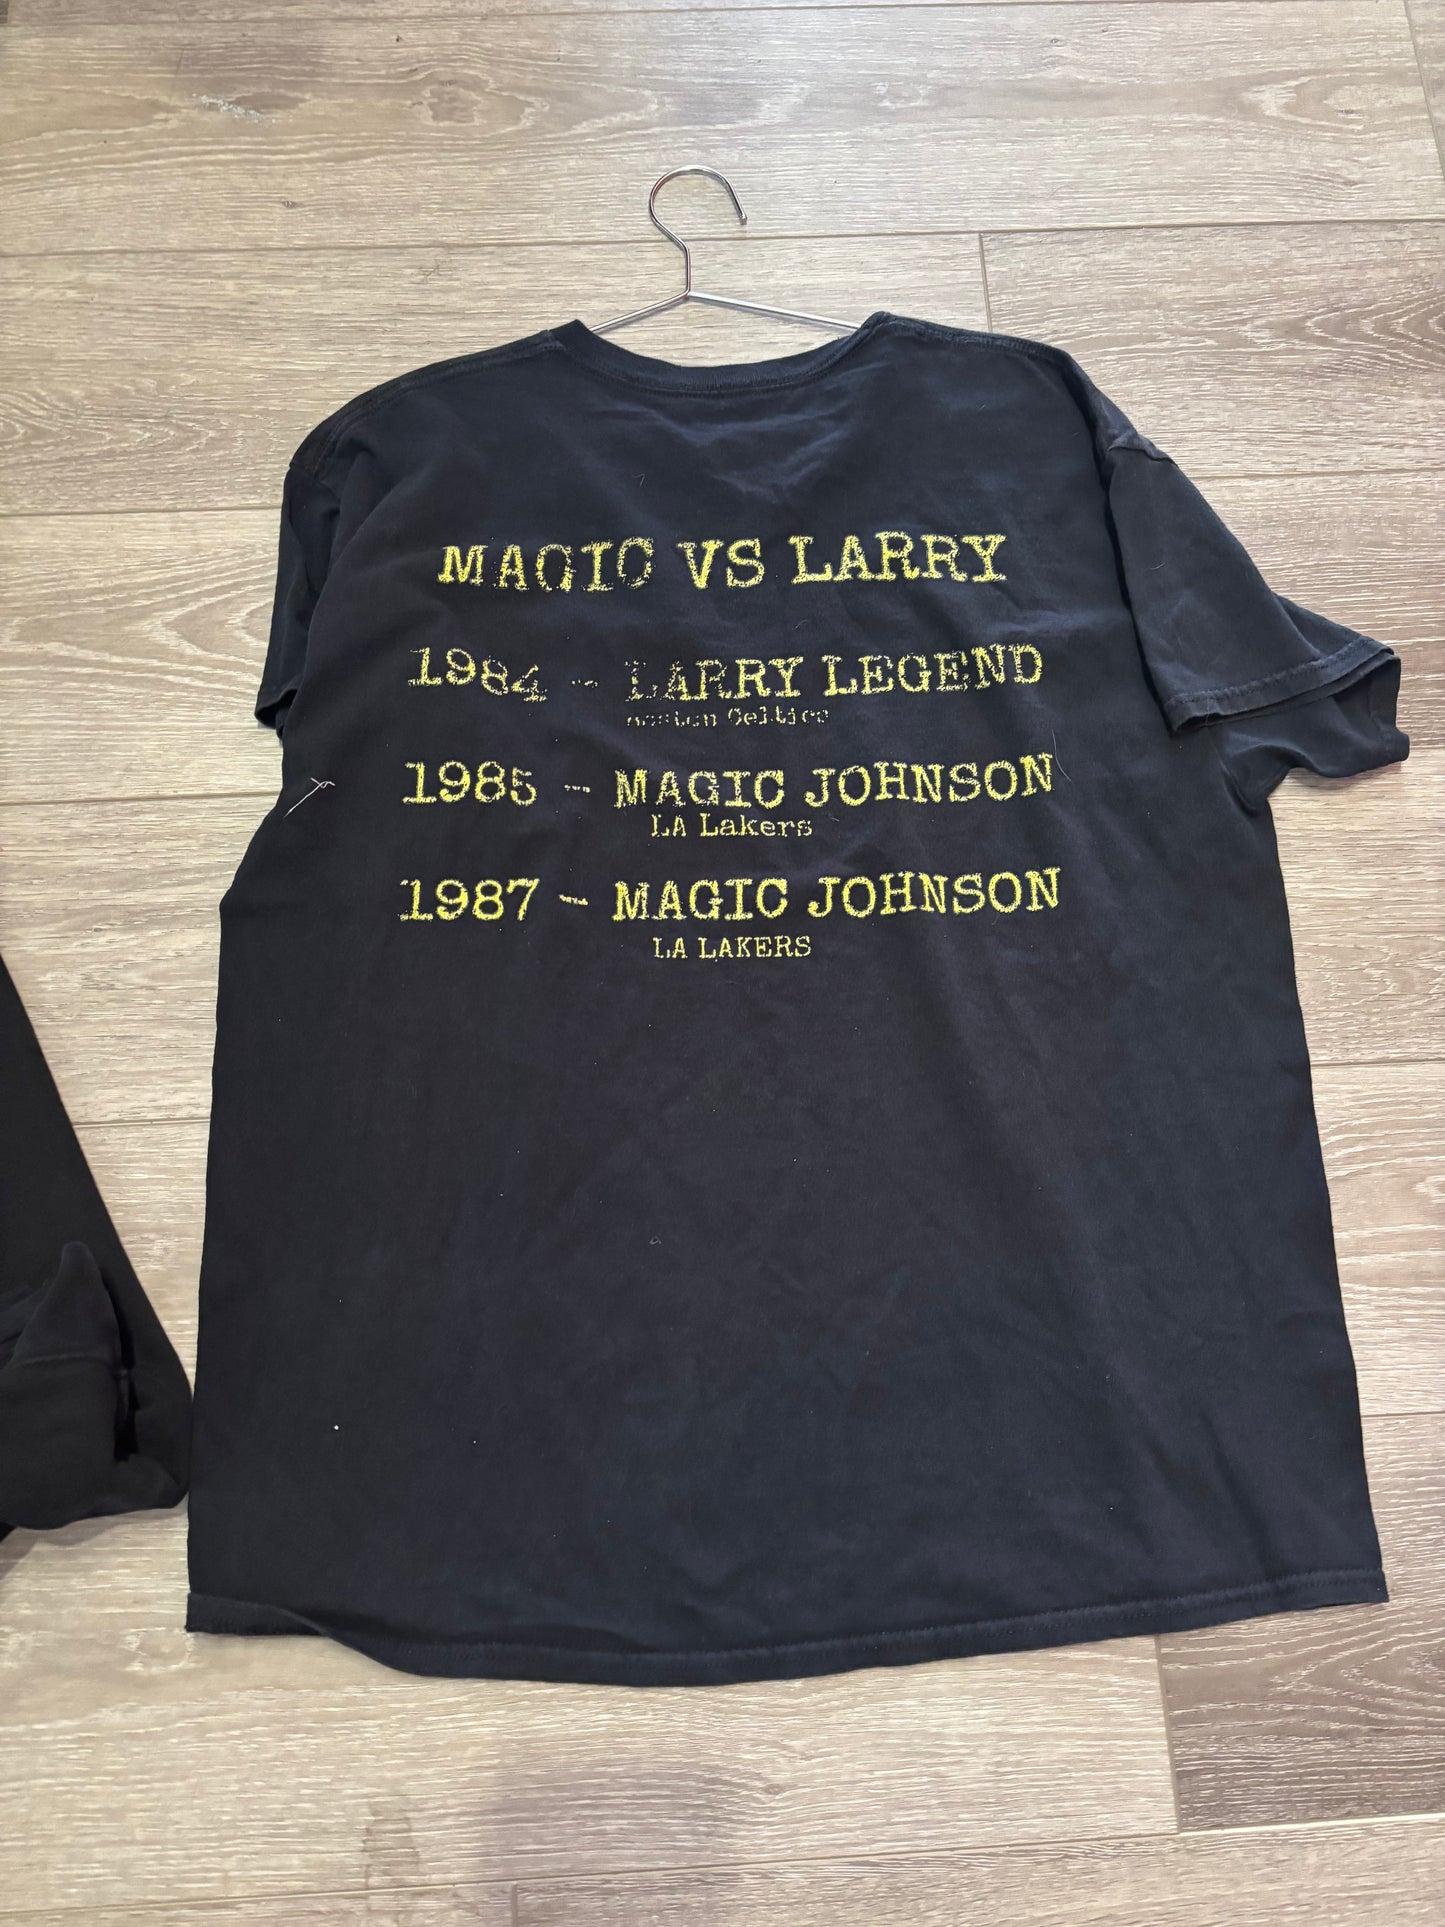 MAGIC VS LARRY
1984 - LARRY LEGEND
Boston Celtics
1985 - MAGIC JOHNSON
LA Lakers
1987 - MAGIC JOHNSON
LA LAKERS